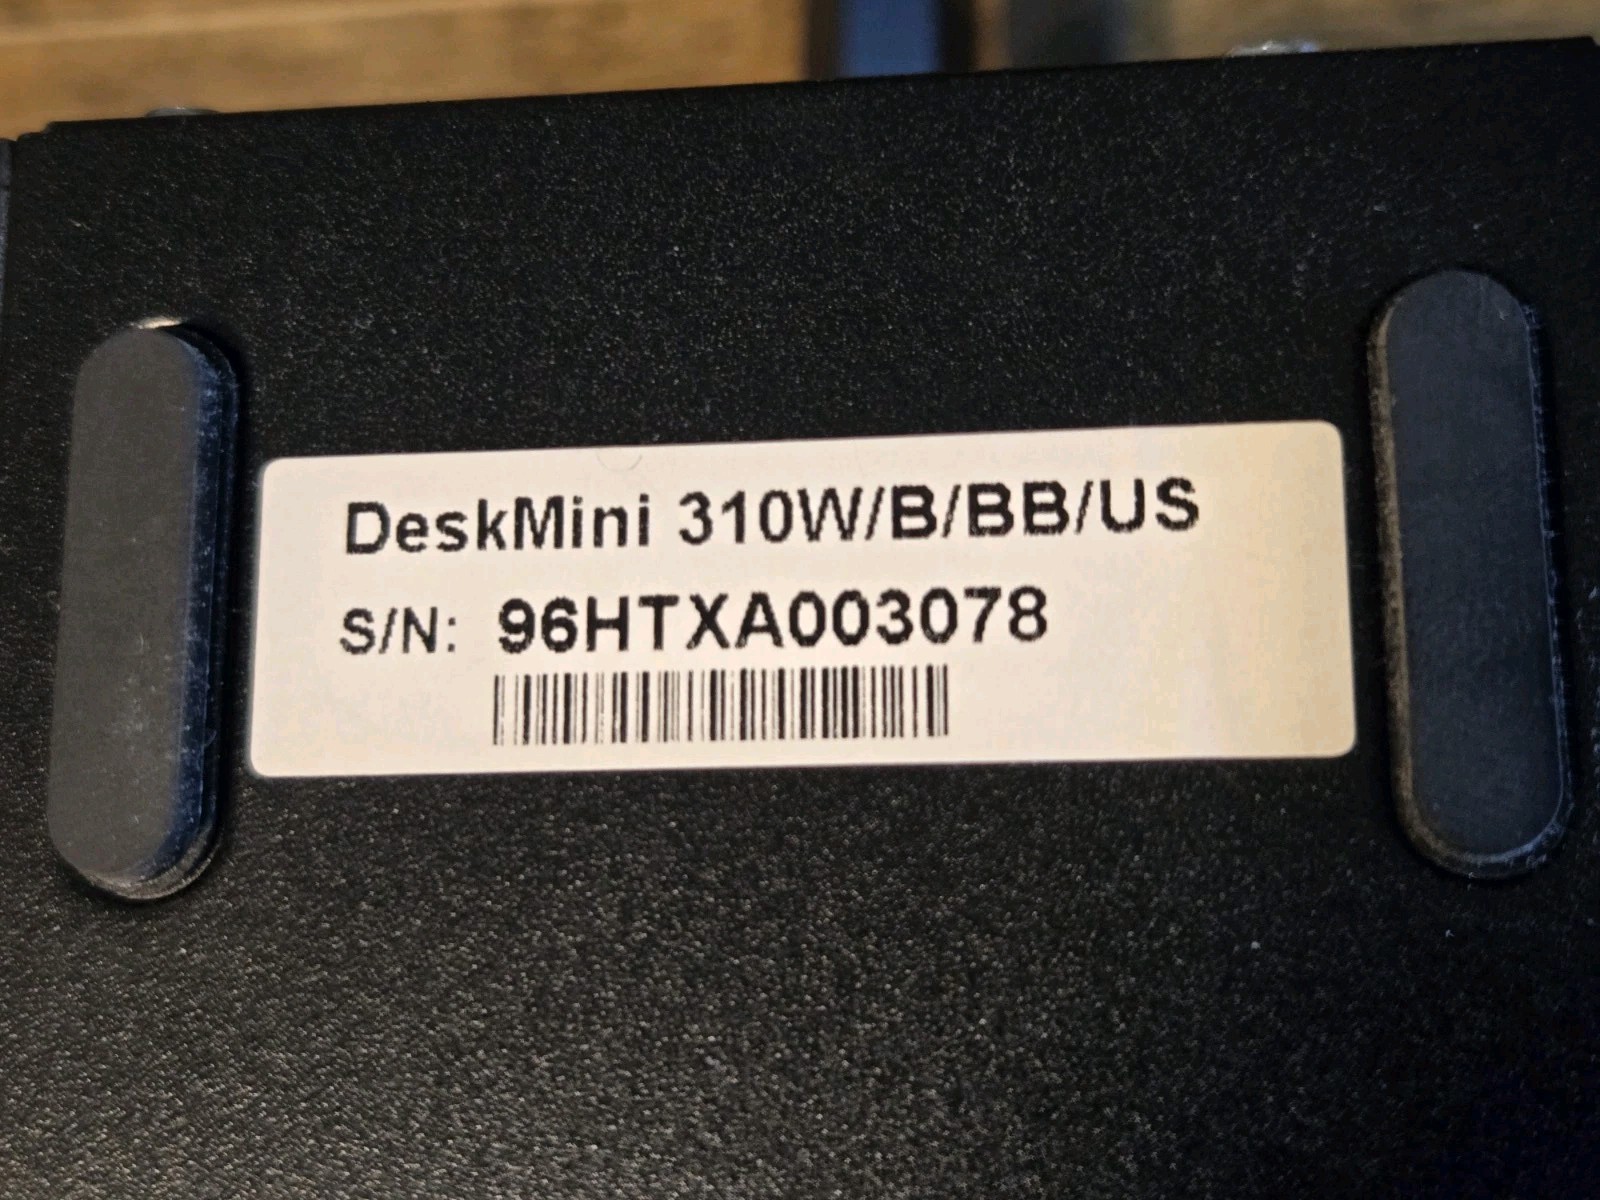 DeskMini 310W/B/BB/US
S/N: 96HTXA003078